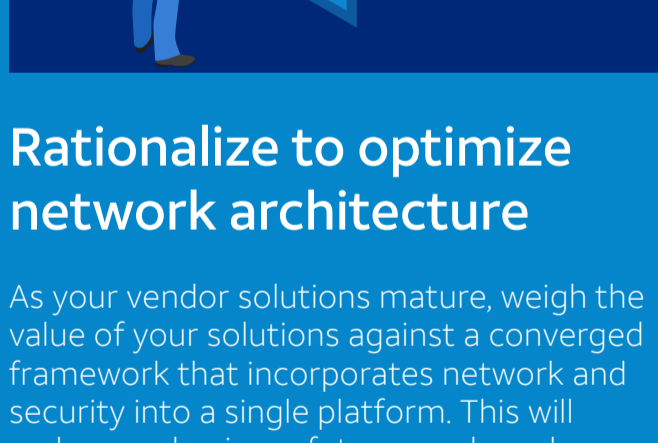 Rationalize to optimize
network architecture
As your vendor solutions mature, weigh the
value of your solutions against a converged
framework that incorporates network and
security into a single platform. This will